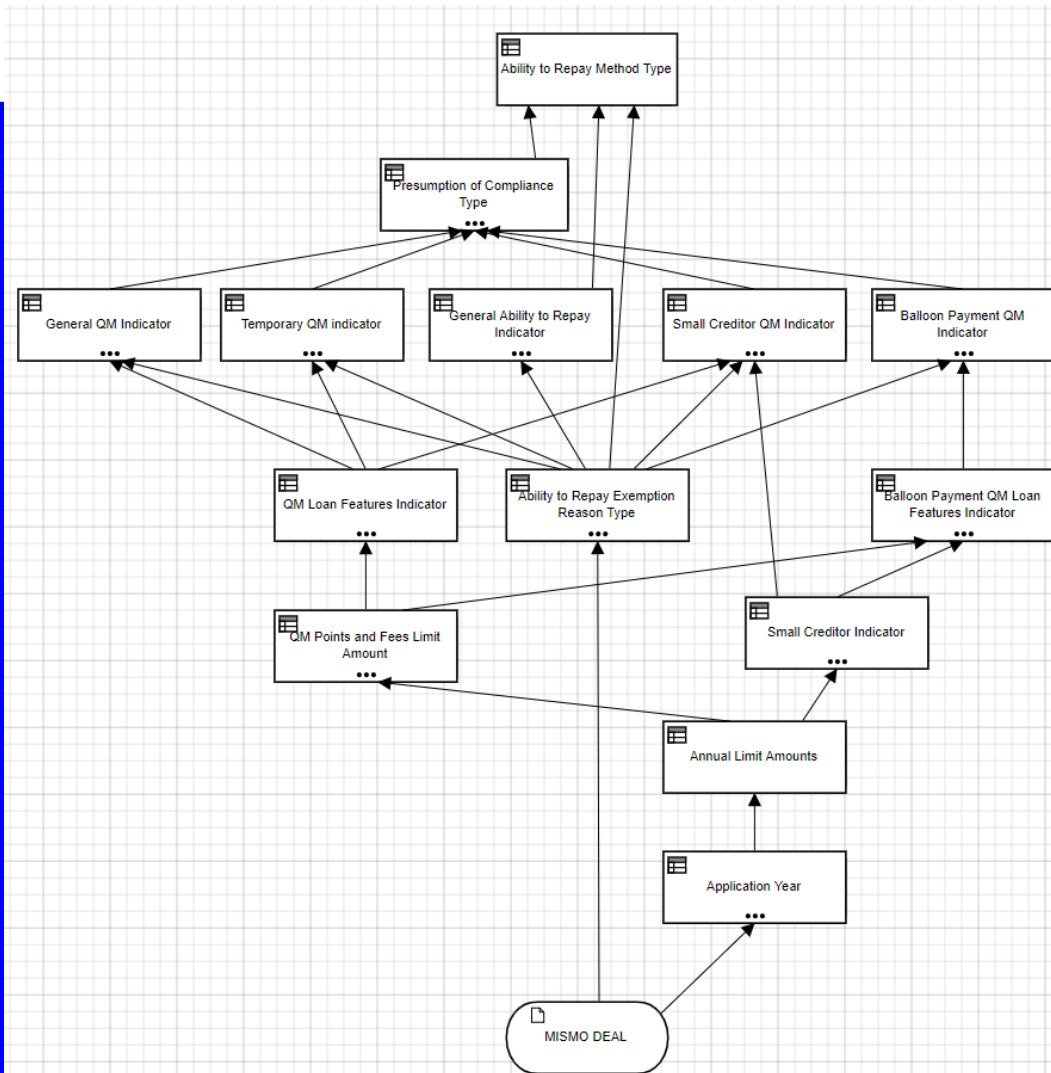 Ability to Repay Method Type
Presumption of Compliance
Type
General QM Indicator
Temporary QM indicator
General Ability to Repay
Indicator
Small Creditor QM Indicator
Balloon Payment QM
Indicator
QM Loan Features Indicator
Ability to Repay Exemption
Reason Type
Balloon Payment QM Loan
Features Indicator
QM Points and Fees Limit
Amount
Small Creditor Indicator
Annual Limit Amounts
Application Year
MISMO DEAL